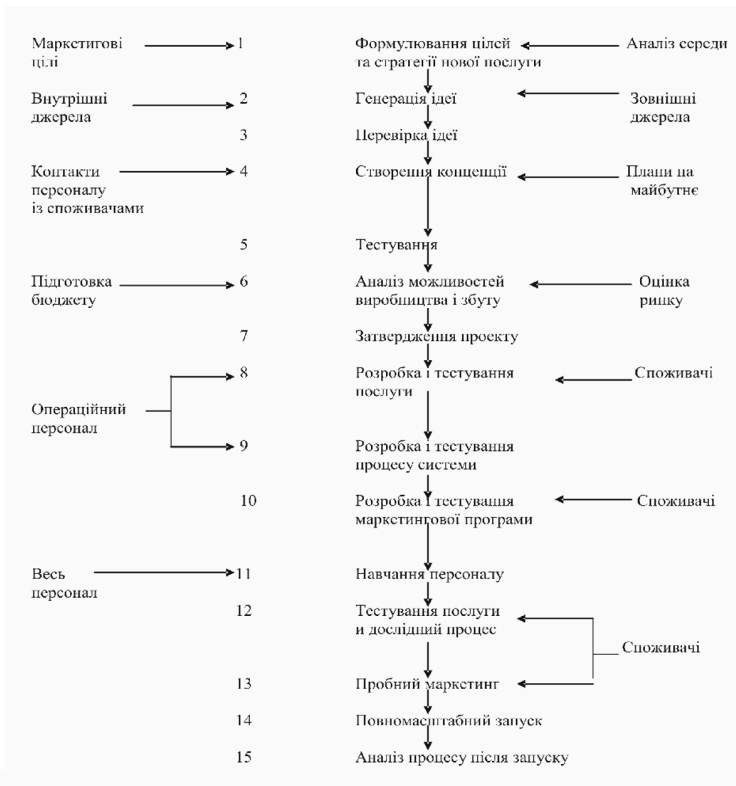 Маркстигові цілі 1 Формулювання цілей та стратегії нової послуги Аналіз середи
Внутрішні джерела 2 Генерація ідеї Зовнішні джерела
3 Перевірка ідеї
Контакти персоналу із споживачами 4 Створення концепції Плани на майбутнє
5 Тестування
Підготовка бюджету 6 Аналіз можливостей виробництва і збуту Оцінка ринку
7 Затвердження проекту
8 Розробка і тестування послуги Споживачі
Операційний персонал
9 Розробка і тестування процесу системи
10 Розробка і тестування маркстингової програми Споживачі
Весь персонал 11 Навчання персоналу
12 Тестування послуги и дослідний процес
Споживачі
13 Пробний маркстинг
14 Повномасштабний запуск
15 Аналіз процесу після запуску